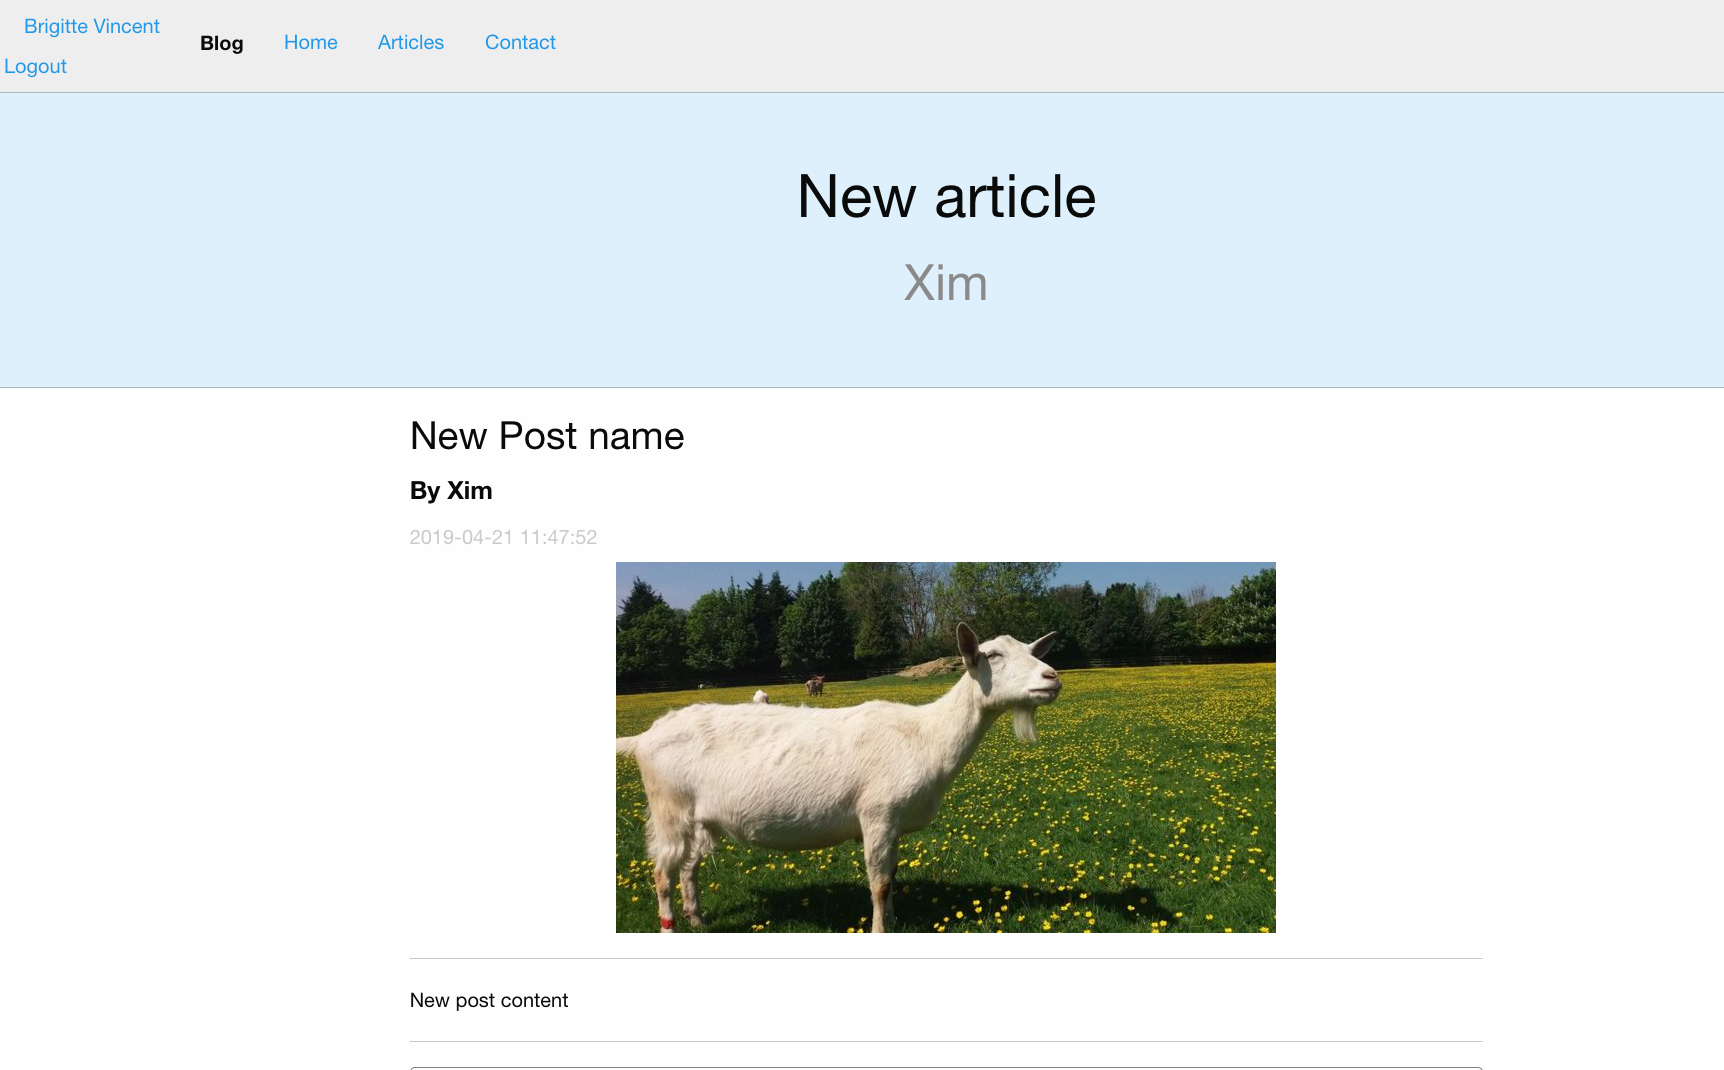 Brigitte Vincent
Logout
Blog
Home
Articles
Contact
New article
Xim
New Post name
By Xim
2019-04-21 11:47:52
New post content